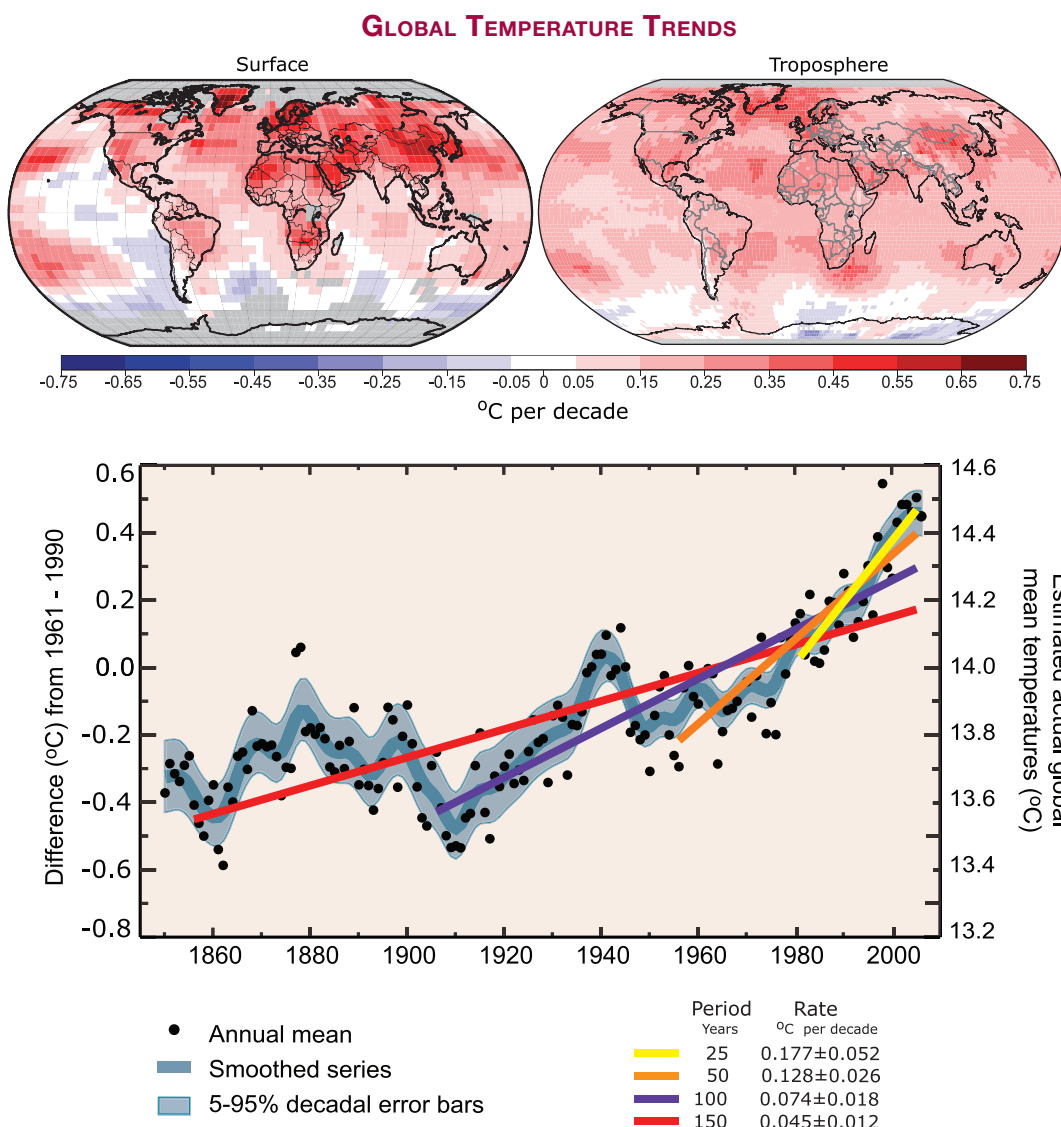 GLOBAL TEMPERATURE TRENDS
Surface
Troposphere
-0.75 -0.65 -0.55 -0.45 -0.35 -0.25 -0.15 -0.05 0 0.05 0.15 0.25 0.35 0.45 0.55 0.65 0.75
ºC per decade
Difference (ºC) from 1961 - 1990
0.6
0.4
0.2
0.0
-0.2
-0.4
-0.6
-0.8
14.6
14.4
14.2
14.0
13.8
13.6
13.4
13.2
Estimated actual global
mean temperatures (ºC)
1860 1880 1900 1920 1940 1960 1980 2000
Annual mean
Smoothed series
5-95% decadal error bars
Period Rate
Years ºC per decade
25 0.177±0.052
50 0.128±0.026
100 0.074±0.018
150 0.045±0.012